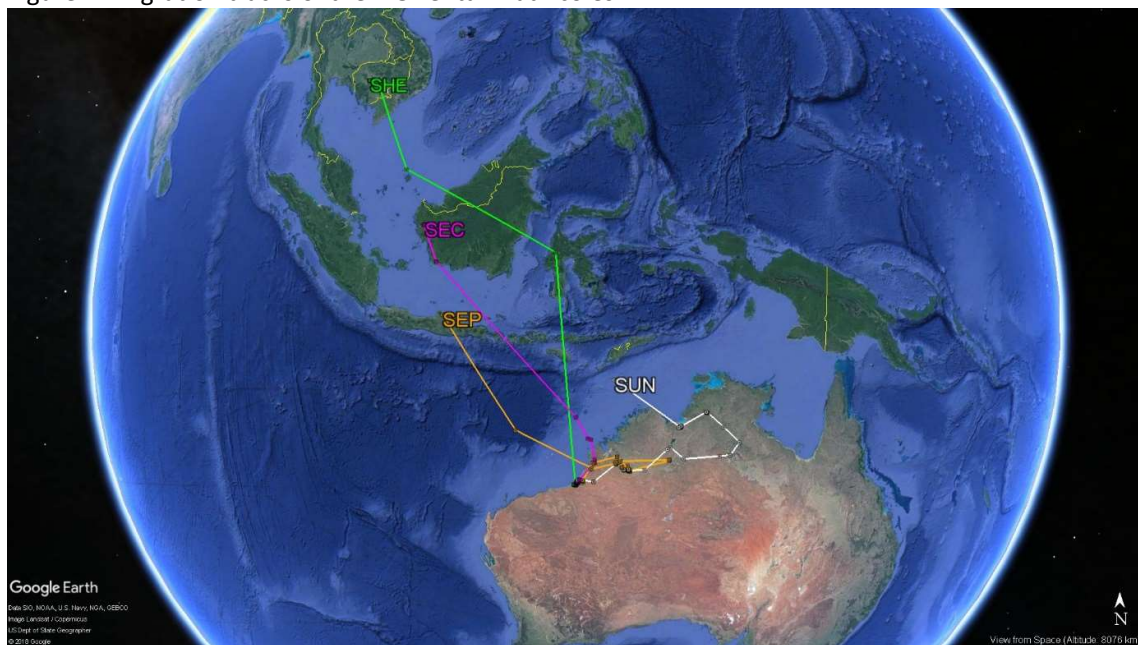 SHE
SEC
SEP
SUN
Google Earth
Data SIO, NOAA, U.S. Navy, NGA, GEBCO
Image Landsat / Copernicus
US Dept of State Geographer
© 2018 Google
N
View from Space (Altitude: 8076 km